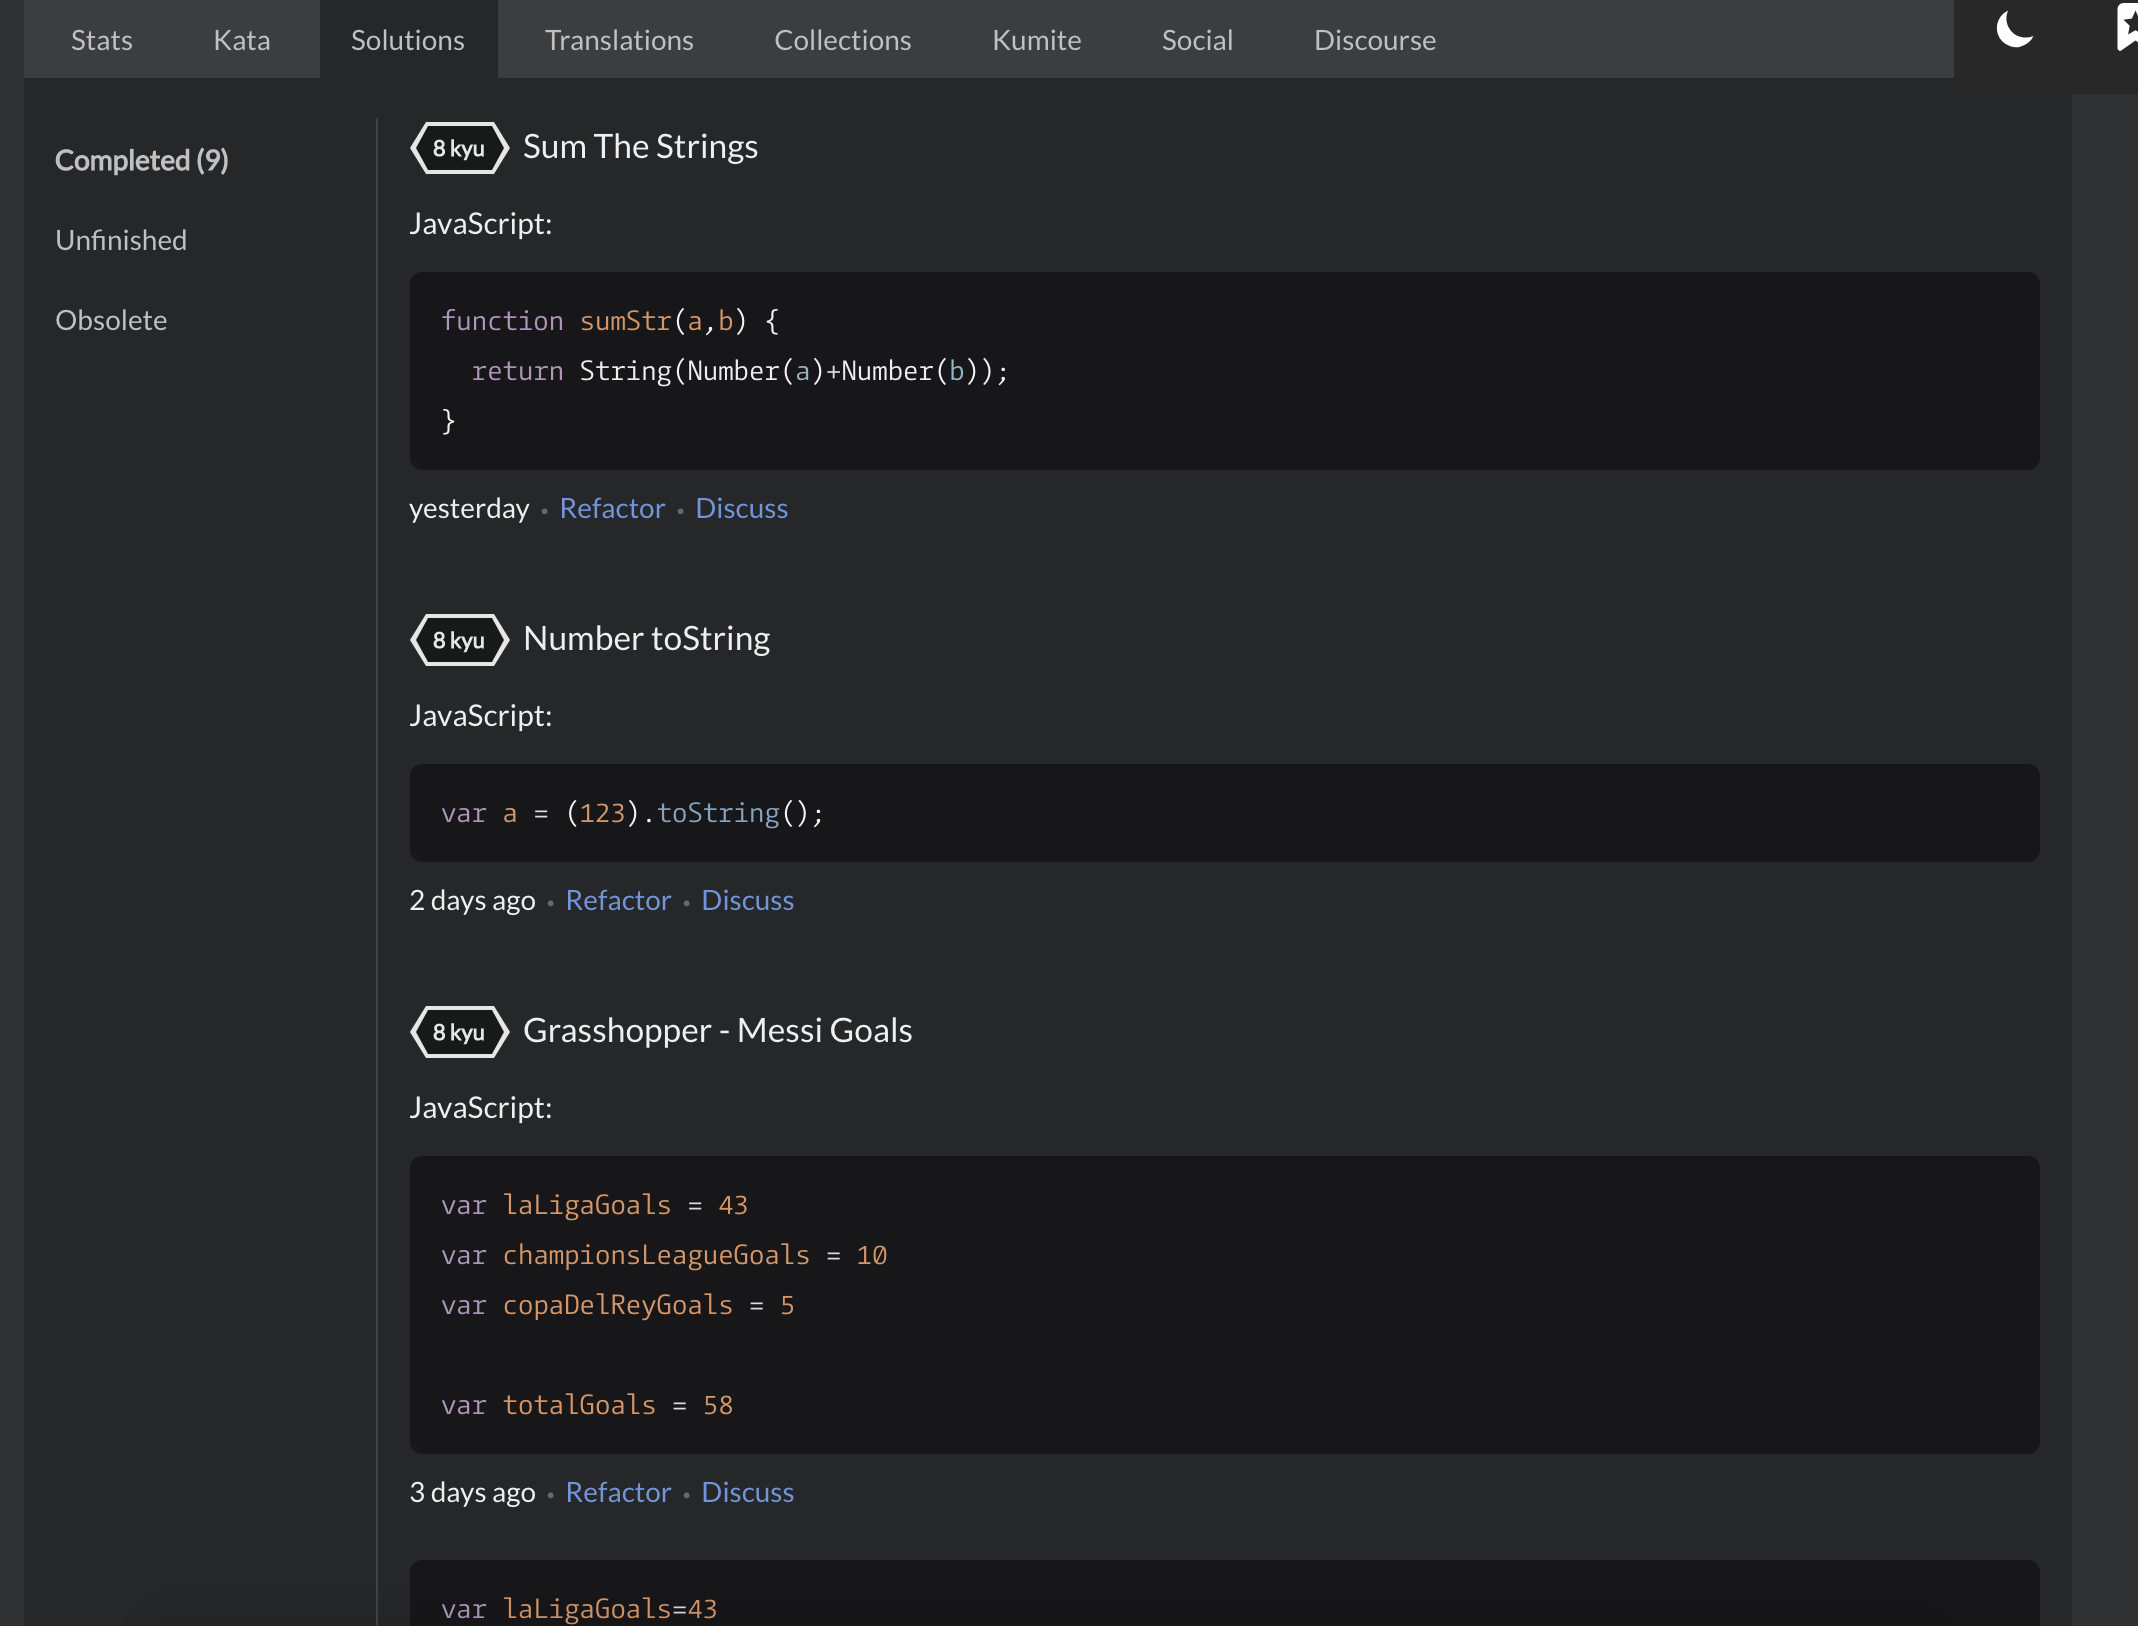 Stats Kata Solutions Translations Collections Kumite Social Discourse
Completed (9)
Unfinished
Obsolete
8 kyu Sum The Strings
JavaScript:
function sumStr(a,b) {
  return String(Number(a)+Number(b));
}
yesterday • Refactor • Discuss
8 kyu Number toString
JavaScript:
var a = (123).toString();
2 days ago • Refactor • Discuss
8 kyu Grasshopper - Messi Goals
JavaScript:
var laLigaGoals = 43
var championsLeagueGoals = 10
var copaDelReyGoals = 5
var totalGoals = 58
3 days ago • Refactor • Discuss
var laLigaGoals=43